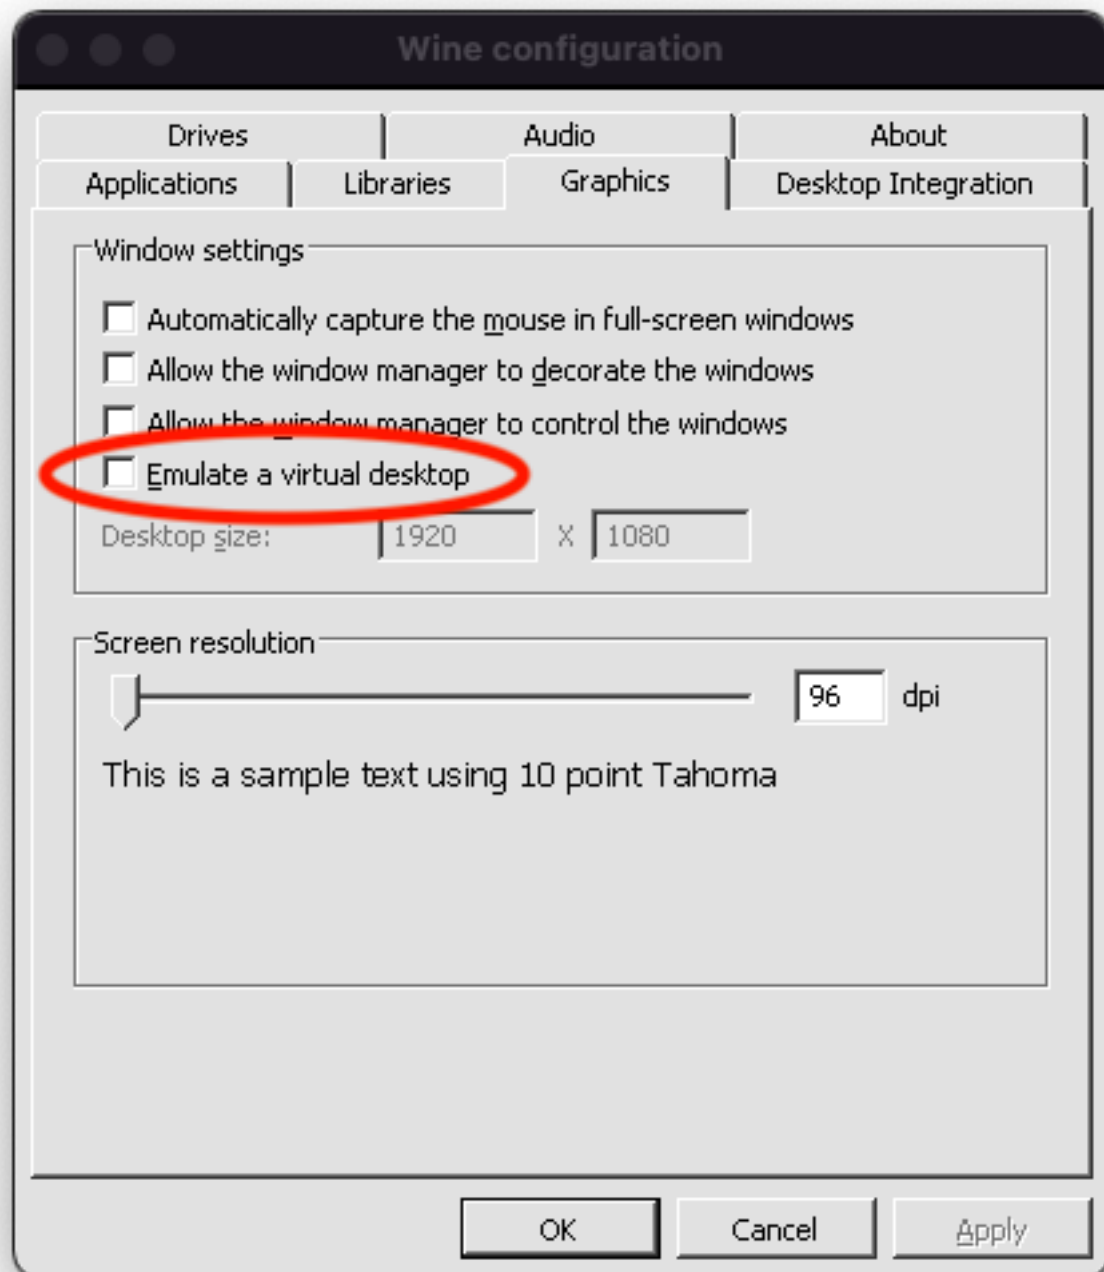 Wine configuration
Drives Audio About
Applications Libraries Graphics Desktop Integration
Window settings
Automatically capture the mouse in full-screen windows
Allow the window manager to decorate the windows
Allow the window manager to control the windows
Emulate a virtual desktop
Desktop size: 1920 X 1080
Screen resolution
96 dpi
This is a sample text using 10 point Tahoma
OK Cancel Apply